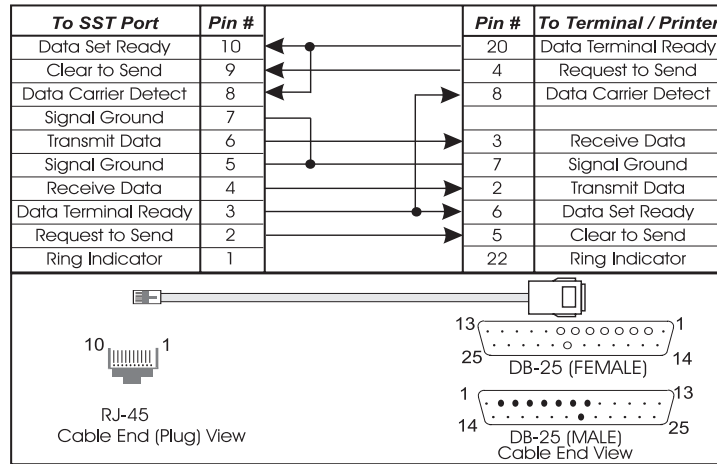 To SST Port Pin # Pin # To Terminal / Printer
Data Set Ready 10 20 Data Terminal Ready
Clear to Send 9 4 Request to Send
Data Carrier Detect 8 8 Data Carrier Detect
Signal Ground 7
Transmit Data 6 3 Receive Data
Signal Ground 5 7 Signal Ground
Receive Data 4 2 Transmit Data
Data Terminal Ready 3 6 Data Set Ready
Request to Send 2 5 Clear to Send
Ring Indicator 1 22 Ring Indicator
10 1
RJ-45
Cable End (Plug) View
13 1
25 14
DB-25 (FEMALE)
1 13
14 25
DB-25 (MALE)
Cable End View